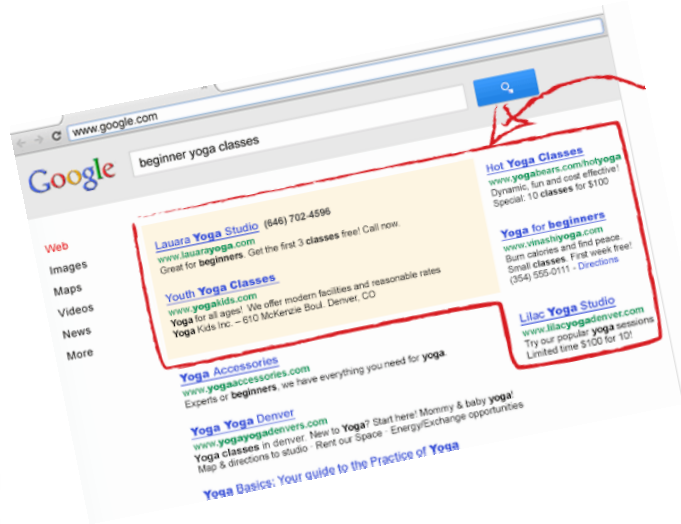 www.google.com
Google
beginner yoga classes
Web
Images
Maps
Videos
News
More
Lauara Yoga Studio (646) 702-4596
www.lauarayoga.com
Great for beginners. Get the first 3 classes free! Call now.
Youth Yoga Classes
www.yogakids.com
Yoga for all ages! We offer modern facilities and reasonable rates
Yoga Kids Inc. – 610 McKenzie Boul. Denver, CO
Yoga Accessories
www.yogaaccessories.com
Experts or beginners, we have everything you need for yoga.
Yoga Yoga Denver
www.yogayogadenvers.com
Yoga classes in denver. New to Yoga? Start here! Mommy & baby yoga!
Map & directions to studio · Rent our Space · Energy/Exchange opportunities
Yoga Basics: Your guide to the Practice of Yoga
Hot Yoga Classes
www.yogabears.com/hotyoga
Dynamic, fun and cost effective!
Special: 10 classes for $100
Yoga for beginners
www.vinashiyoga.com
Burn calories and find peace.
Small classes. First week free!
(354) 555-0111 - Directions
Lilac Yoga Studio
www.lilacyogadenver.com
Try our popular yoga sessions
Limited time $100 for 10!